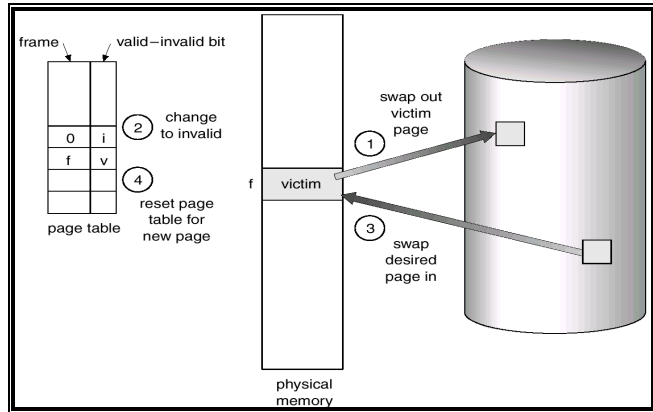 frame
valid–invalid bit
0 i
f v
2
change
to invalid
4
reset page
table for
new page
page table
f
victim
physical
memory
swap out
victim
page
1
3
swap
desired
page in